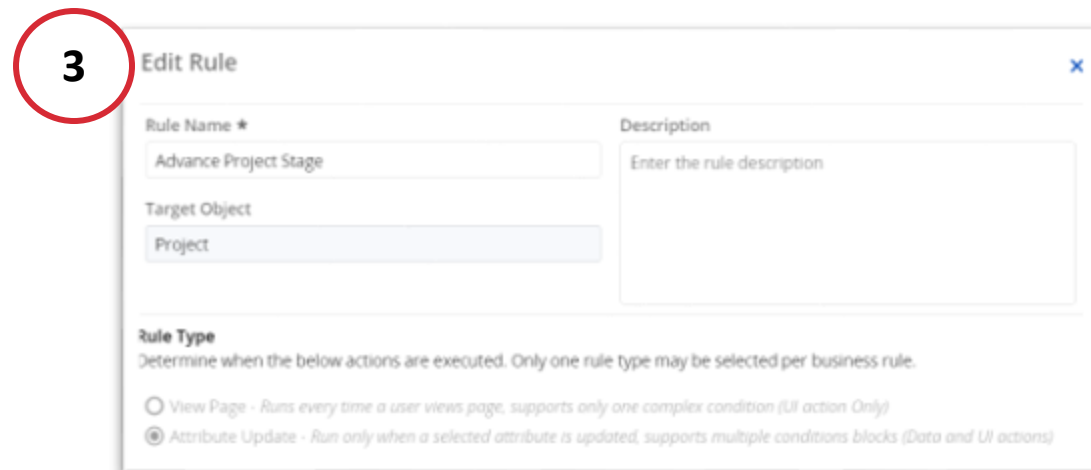 3
Edit Rule
Rule Name *
Advance Project Stage
Target Object
Project
Description
Enter the rule description
Rule Type
Determine when the below actions are executed. Only one rule type may be selected per business rule.
View Page - Runs every time a user views page, supports only one complex condition (UI action Only)
Attribute Update - Run only when a selected attribute is updated, supports multiple conditions blocks (Data and UI actions)